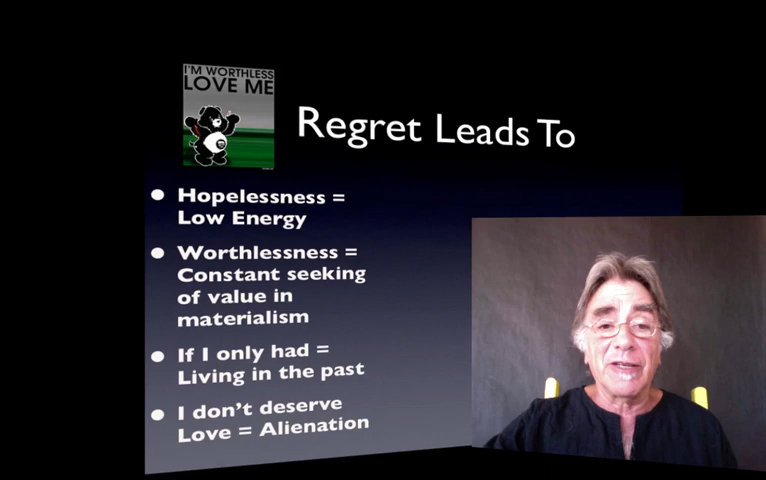 I'M WORTHLESS
LOVE ME
Regret Leads To
Hopelessness =
Low Energy
Worthlessness =
Constant seeking
of value in
materialism
If I only had =
Living in the past
I don't deserve
Love = Alienation